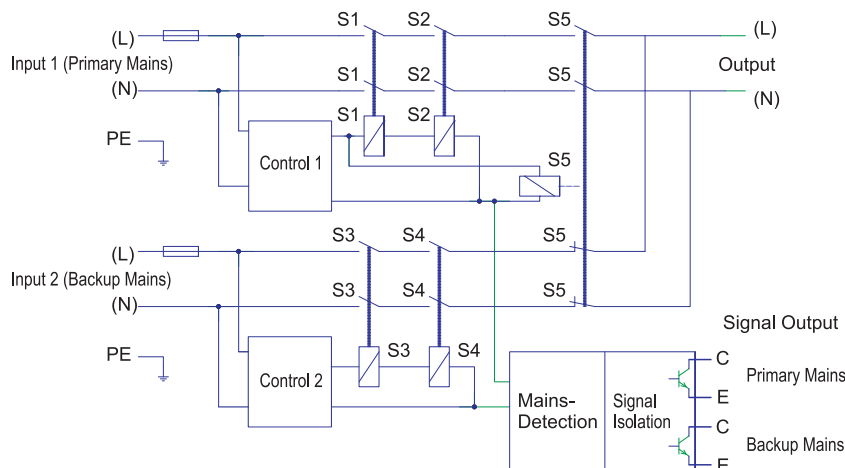 S1 S2 S5
(L) (L)
Input 1 (Primary Mains) Output
S1 S2 S5
(N) (N)
S1 S2
PE
Control 1
S5
S3 S4 S5
(L)
Input 2 (Backup Mains)
S3 S4 S5
(N)
Signal Output
S3 S4
PE
C
Control 2
Primary Mains
Mains-
Detection
Signal
Isolation
E
C
Backup Mains
E